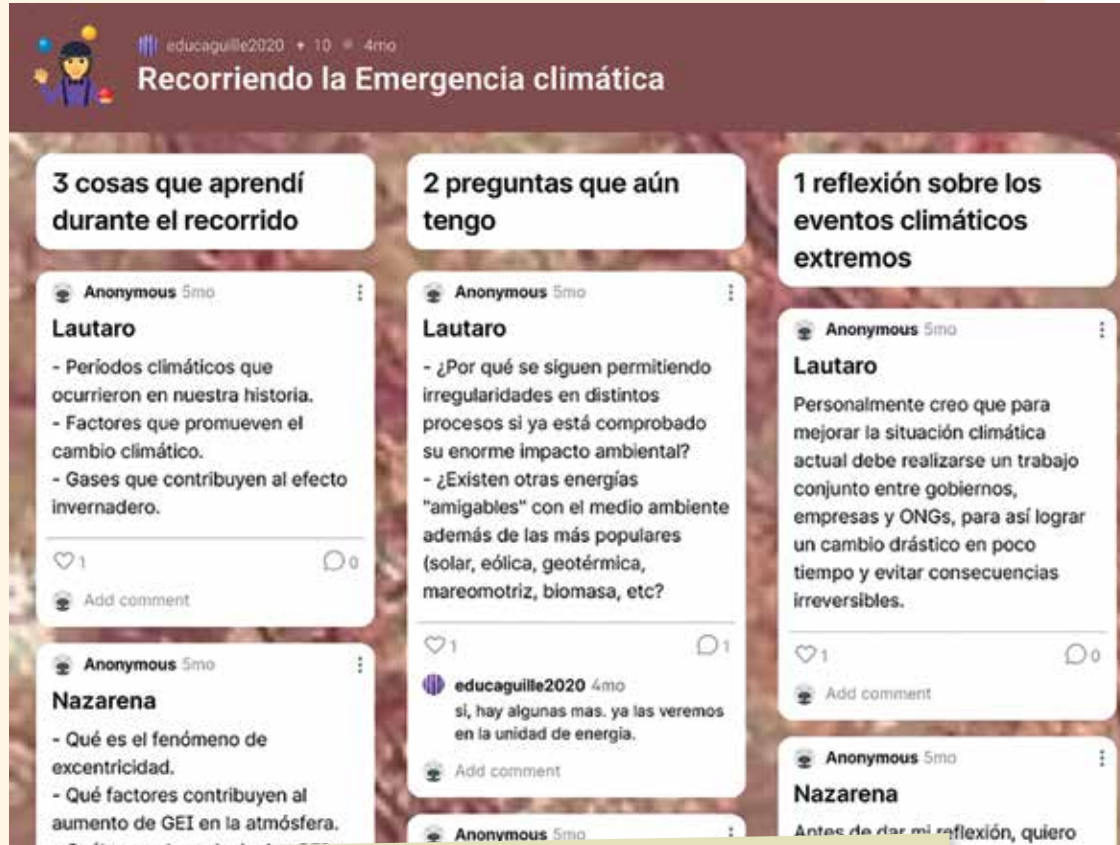 educaguille2020 + 10 • 4mo
Recorriendo la Emergencia climática
3 cosas que aprendí
durante el recorrido
Anonymous 5mo
Lautaro
- Períodos climáticos que
ocurrieron en nuestra historia.
- Factores que promueven el
cambio climático.
- Gases que contribuyen al efecto
invernadero.
1
0
Add comment
Anonymous 5mo
Nazarena
- Qué es el fenómeno de
excentricidad.
- Qué factores contribuyen al
aumento de GEI en la atmósfera.
2 preguntas que aún
tengo
Anonymous 5mo
Lautaro
- ¿Por qué se siguen permitiendo
irregularidades en distintos
procesos si ya está comprobado
su enorme impacto ambiental?
- ¿Existen otras energías
"amigables" con el medio ambiente
además de las más populares
(solar, eólica, geotérmica,
mareomotriz, biomasa, etc?
1
1
educaguille2020 4mo
si, hay algunas mas. ya las veremos
en la unidad de energia.
Add comment
Anonymous 5mo
1 reflexión sobre los
eventos climáticos
extremos
Anonymous 5mo
Lautaro
Personalmente creo que para
mejorar la situación climática
actual debe realizarse un trabajo
conjunto entre gobiernos,
empresas y ONGs, para así lograr
un cambio drástico en poco
tiempo y evitar consecuencias
irreversibles.
1
0
Add comment
Anonymous 5mo
Nazarena
Antes de dar mi reflexión, quiero